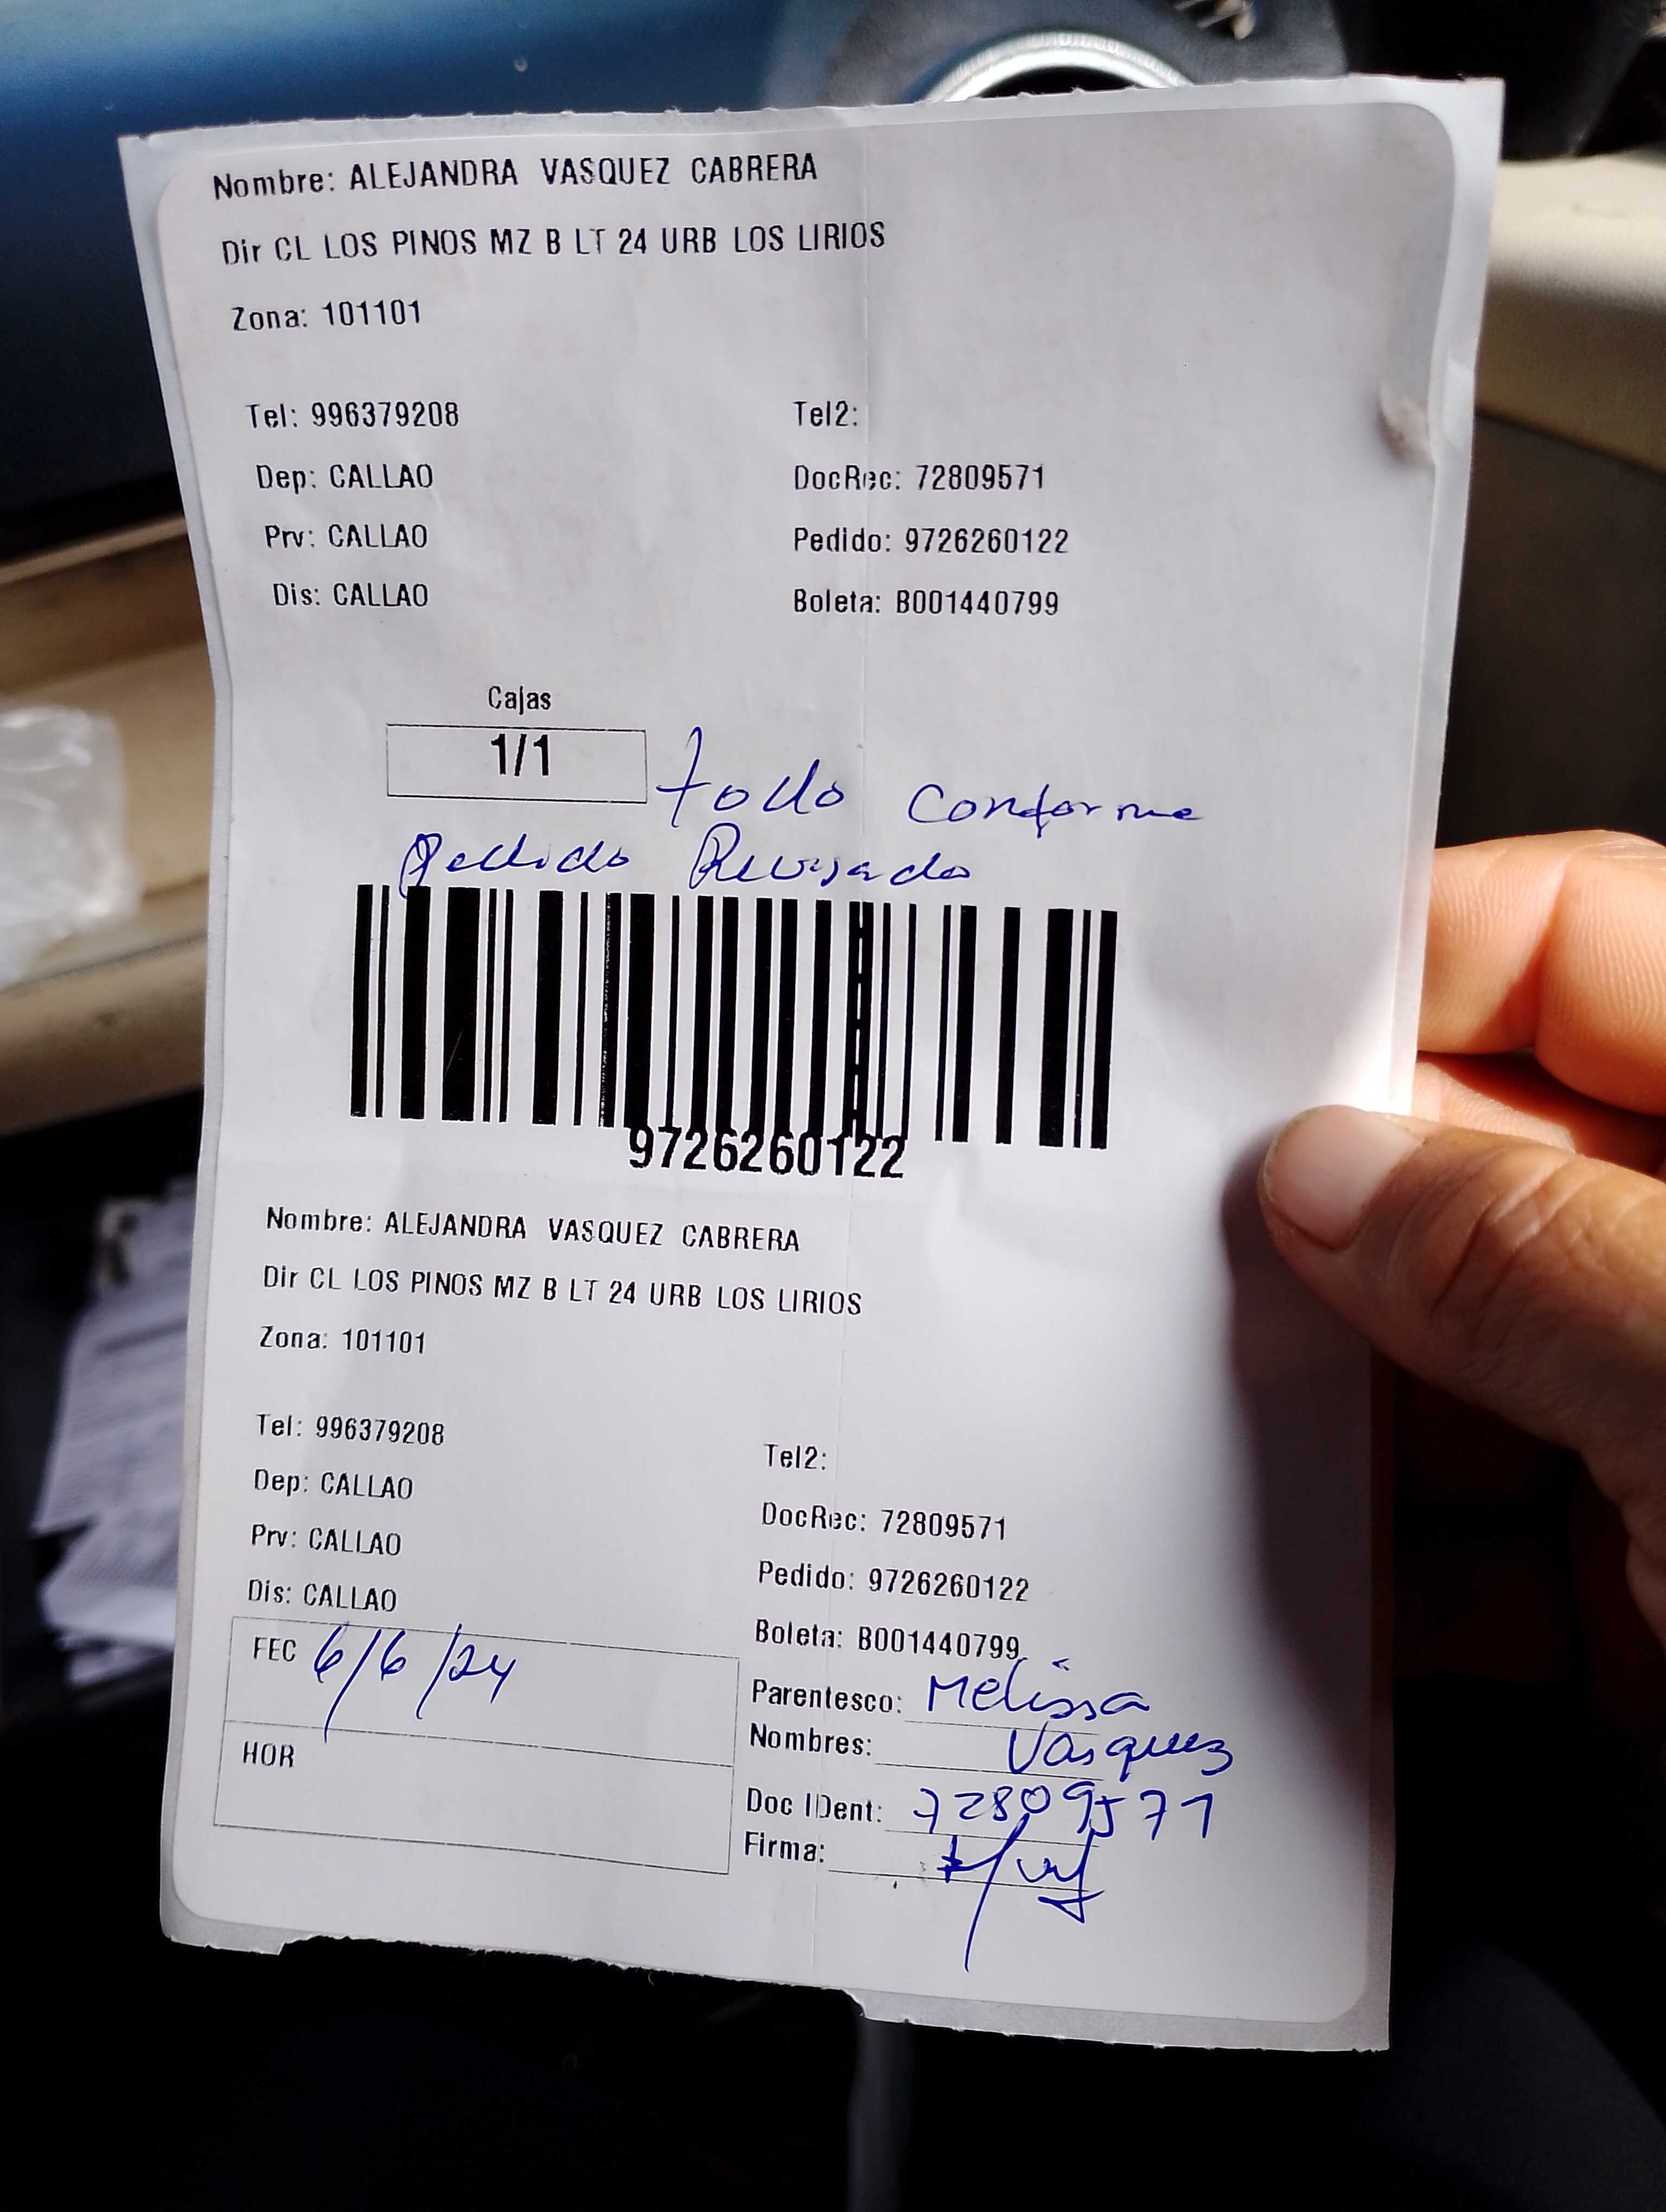 Nombre: ALEJANDRA VASQUEZ CABRERA
Dir CL LOS PINOS MZ B LT 24 URB LOS LIRIOS
Zona: 101101
Tel: 996379208 Tel2:
Dep: CALLAO DocRec: 72809571
Prv: CALLAO Pedido: 9726260122
Dis: CALLAO Boleta: B001440799
Cajas
1/1 todo conforme
Pedido Revisado
9726260122
Nombre: ALEJANDRA VASQUEZ CABRERA
Dir CL LOS PINOS MZ B LT 24 URB LOS LIRIOS
Zona: 101101
Tel: 996379208 Tel2:
Dep: CALLAO DocRec: 72809571
Prv: CALLAO Pedido: 9726260122
Dis: CALLAO Boleta: B001440799
FEC 6/6/24 Parentesco: Melissa
Nombres: Vasquez
HOR Doc IDent: 72809571
Firma: